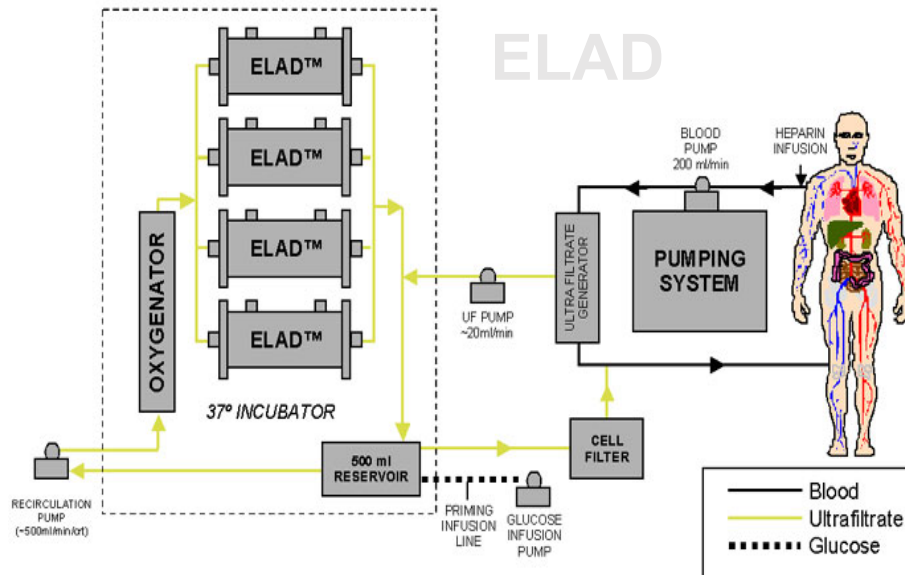 ELAD
ELAD™
ELAD™
ELAD™
ELAD™
OXYGENATOR
37º INCUBATOR
500 ml
RESERVOIR
RECIRCULATION
PUMP
(~500ml/min/crt)
PRIMING
INFUSION
LINE
GLUCOSE
INFUSION
PUMP
UF PUMP
~20ml/min
ULTRA FILTRATE
GENERATOR
CELL
FILTER
BLOOD
PUMP
200 ml/min
HEPARIN
INFUSION
PUMPING
SYSTEM
Blood
Ultrafiltrate
Glucose